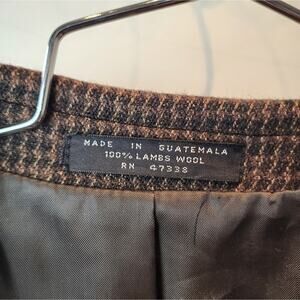 MADE IN GUATEMALA
100% LAMBS WOOL
RN 47338